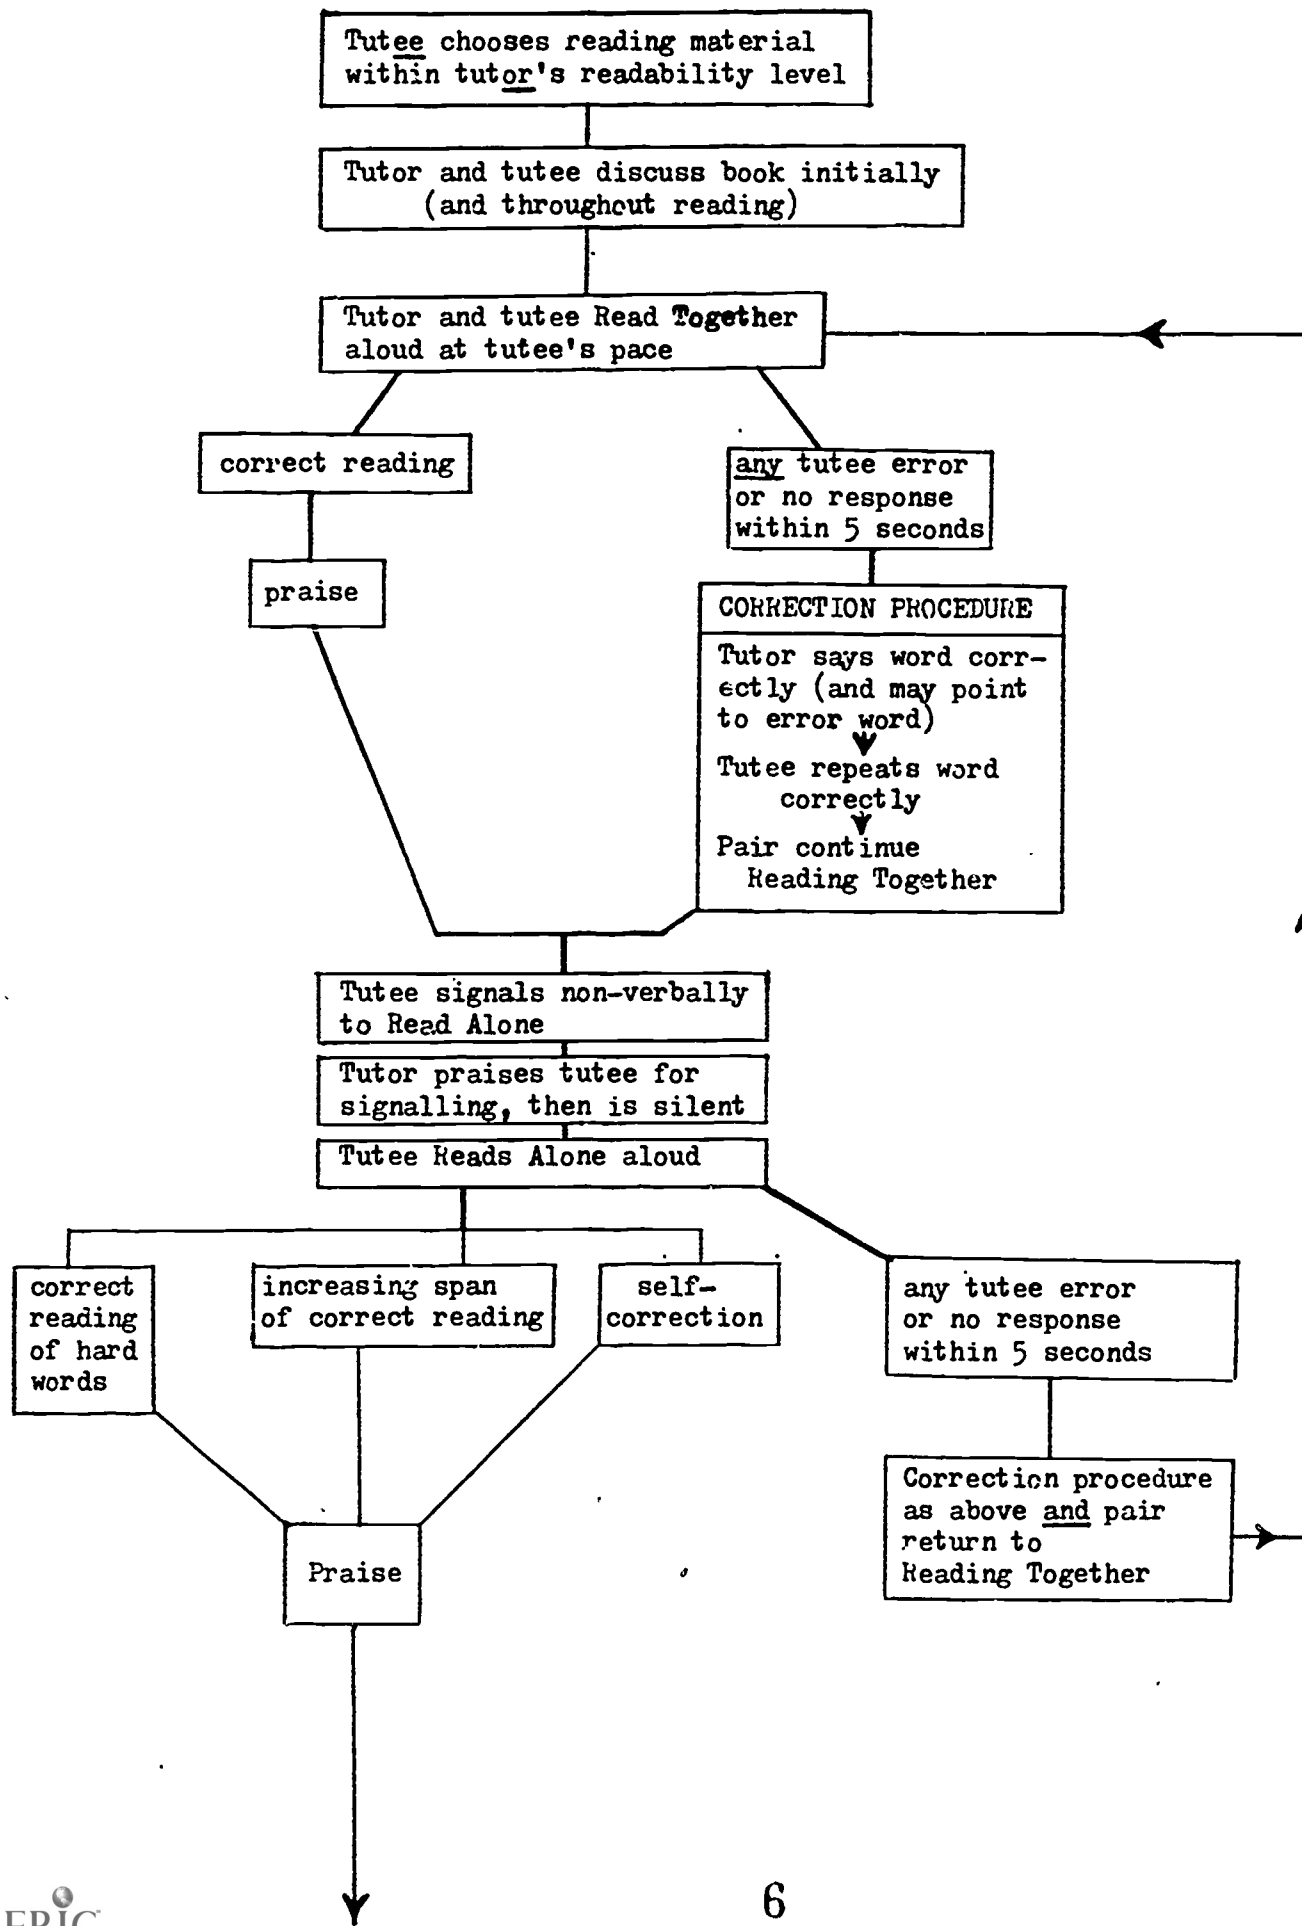 Tutee chooses reading material
within tutor's readability level
Tutor and tutee discuss book initially
(and throughout reading)
Tutor and tutee Read Together
aloud at tutee's pace
correct reading
praise
any tutee error
or no response
within 5 seconds
CORRECTION PROCEDURE
Tutor says word corr-
ectly (and may point
to error word)
Tutee repeats word
correctly
Pair continue
Reading Together
Tutee signals non-verbally
to Read Alone
Tutor praises tutee for
signalling, then is silent
Tutee Reads Alone aloud
correct
reading
of hard
words
increasing span
of correct reading
self-
correction
any tutee error
or no response
within 5 seconds
Praise
Correction procedure
as above and pair
return to
Reading Together
6
ERIC